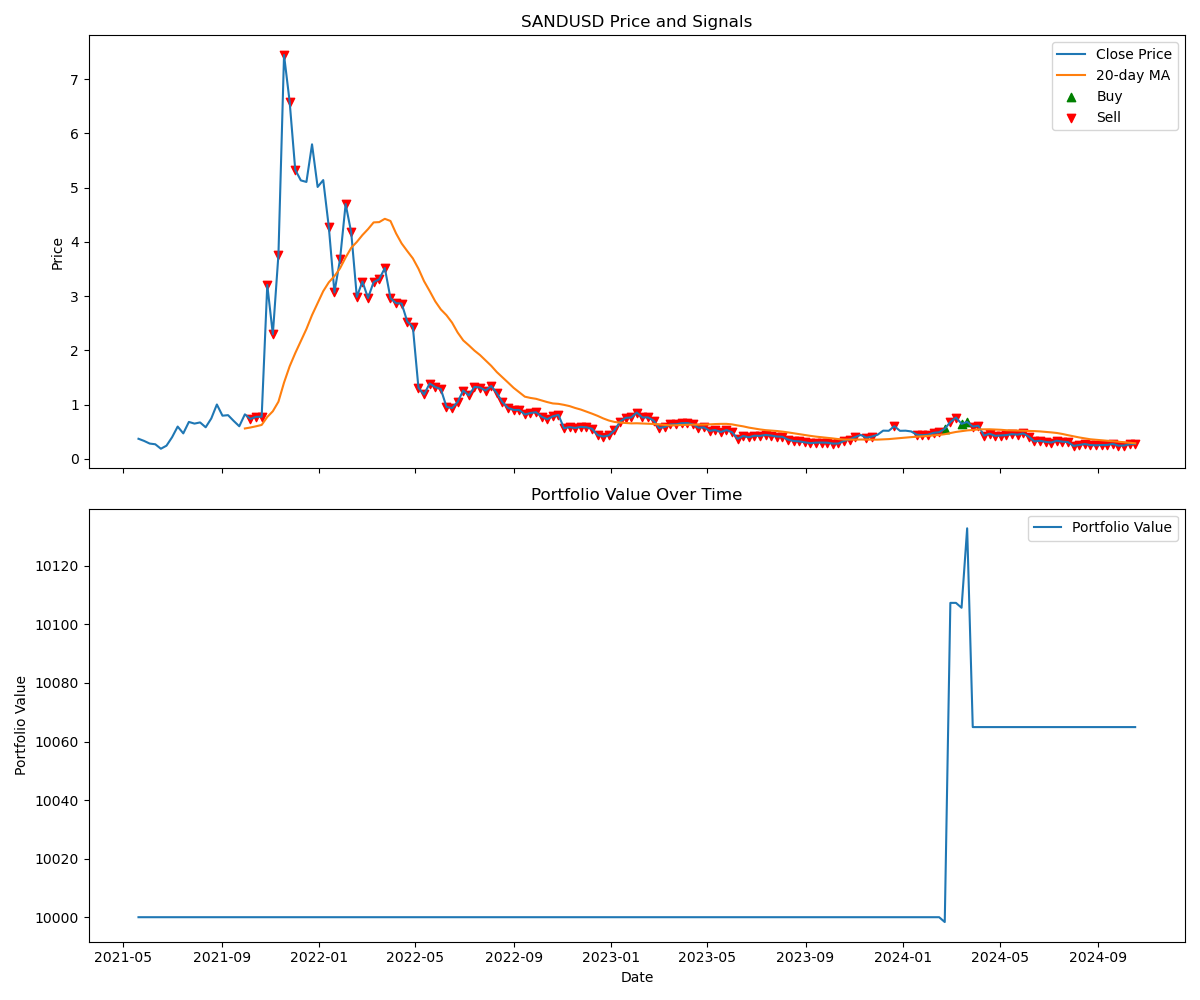 SANDUSD Price and Signals
Price
7
6
5
4
3
2
1
0
Close Price
20-day MA
Buy
Sell
Portfolio Value Over Time
Portfolio Value
10120
10100
10080
10060
10040
10020
10000
Portfolio Value
2021-05 2021-09 2022-01 2022-05 2022-09 2023-01 2023-05 2023-09 2024-01 2024-05 2024-09
Date